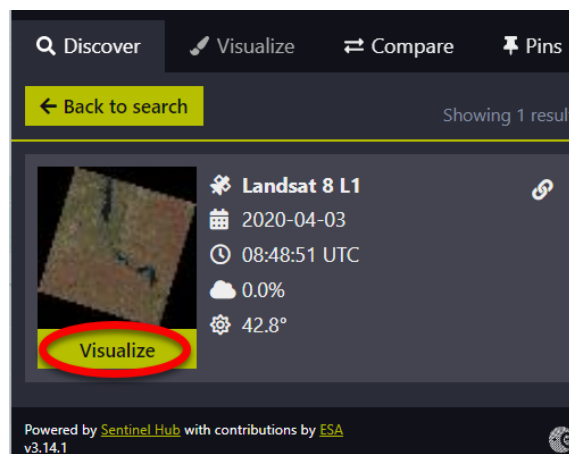 Discover Visualize Compare Pins
Back to search
Showing 1 resul
Landsat 8 L1
2020-04-03
08:48:51 UTC
0.0%
42.8°
Visualize
Powered by Sentinel Hub with contributions by ESA
v3.14.1